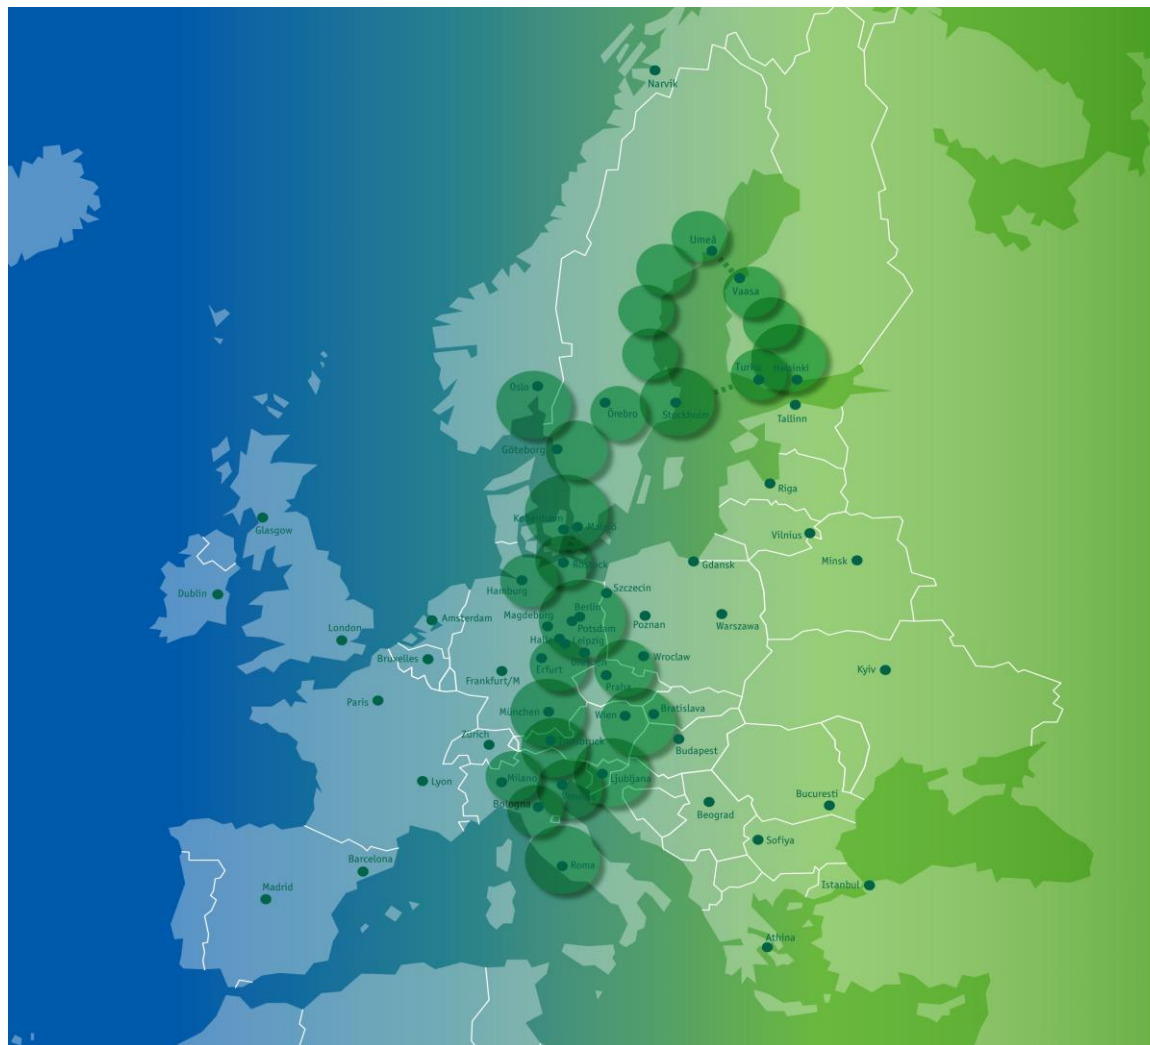 Narvik
Umeå
Vaasa
Oslo
Turku
Helsinki
Örebro
Stockholm
Tallinn
Göteborg
Riga
København
Malmö
Glasgow
Vilnius
Minsk
Rostock
Gdansk
Hamburg
Dublin
Szczecin
Berlin
Magdeburg
Amsterdam
Potsdam
Poznan
Warszawa
London
Halle
Leipzig
Bruxelles
Wroclaw
Erfurt
Kyiv
Frankfurt/M
Praha
Paris
München
Wien
Bratislava
Zürich
Budapest
Milano
Ljubljana
Lyon
Bologna
Bucuresti
Beograd
Sofiya
Barcelona
Roma
Madrid
Istanbul
Athina